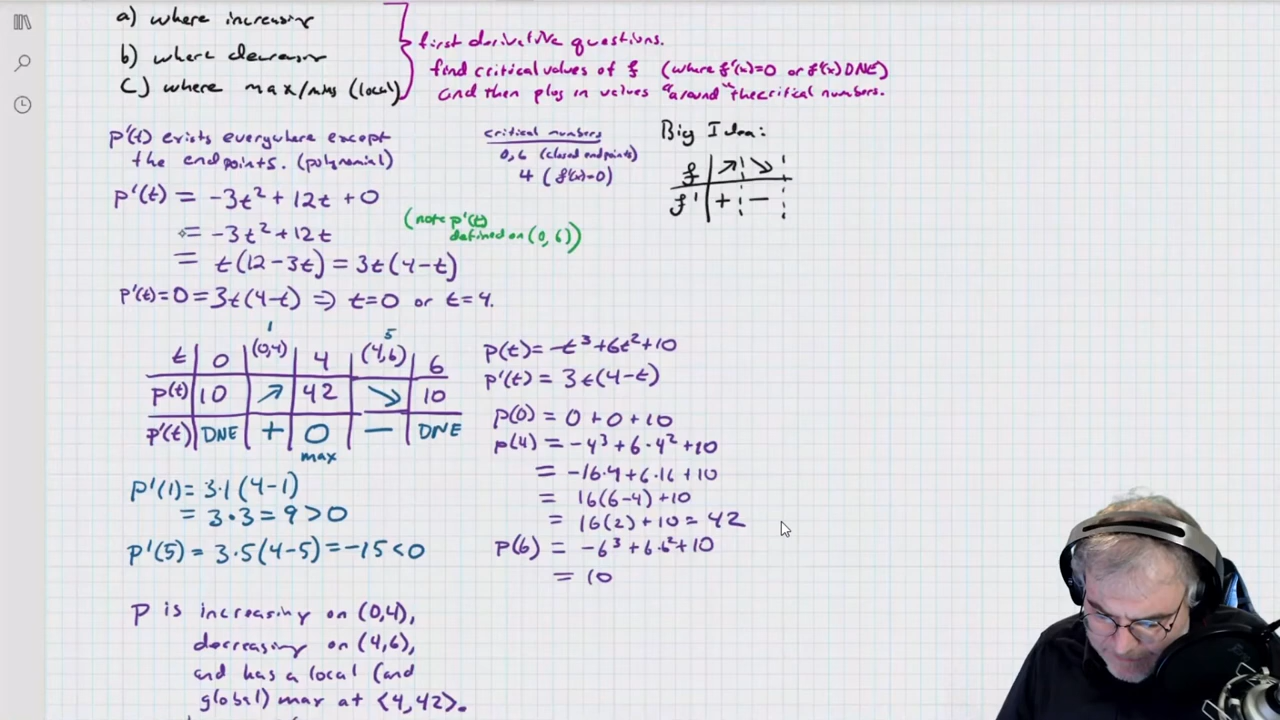 a) where increasing
b) where decreasing
c) where max/mins (local)
first derivative questions.
find critical values of f (where f'(x)=0 or f'(x) DNE)
and then plug in values "around" the critical numbers.
p'(t) exists everywhere except
the endpoints. (polynomial)
p'(t) = -3t²+12t+0
= -3t²+12t
= t(12-3t) = 3t(4-t)
p'(t)=0=3t(4-t) ⇒ t=0 or t=4.
(note p'(t)
defined on (0,6))
critical numbers
0,6 (closed endpoints)
4 (f'(x)=0)
Big Idea:
f ↗ ↘
f' + -
1 5
t 0 (0,4) 4 (4,6) 6
p(t) 10 ↗ 42 ↘ 10
p'(t) DNE + 0 - DNE
max
p'(1) = 3·1(4-1)
= 3·3 = 9 > 0
p'(5) = 3·5(4-5) = -15 < 0
p(t) = -t³+6t²+10
p'(t) = 3t(4-t)
p(0) = 0+0+10
p(4) = -4³+6·4²+10
= -16·4+6·16+10
= 16(6-4)+10
= 16(2)+10 = 42
p(6) = -6³+6·6²+10
= 10
P is increasing on (0,4),
decreasing on (4,6),
and has a local (and
global) max at <4,42>.